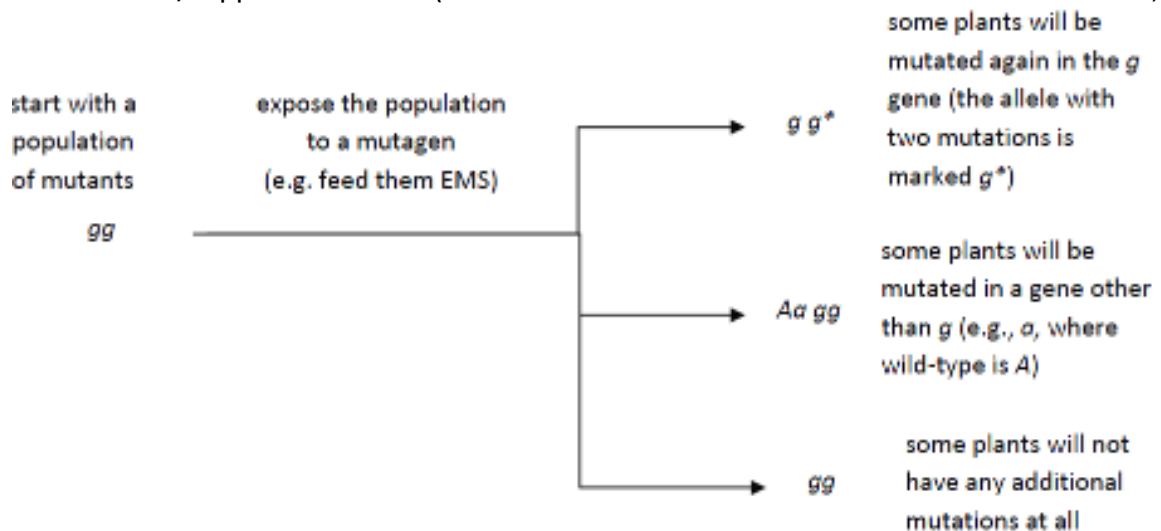 some plants will be
mutated again in the g
gene (the allele with
two mutations is
marked g*)
g g*
start with a
population
of mutants
gg
expose the population
to a mutagen
(e.g. feed them EMS)
some plants will be
mutated in a gene other
than g (e.g., a, where
wild-type is A)
Aa gg
some plants will not
have any additional
mutations at all
gg